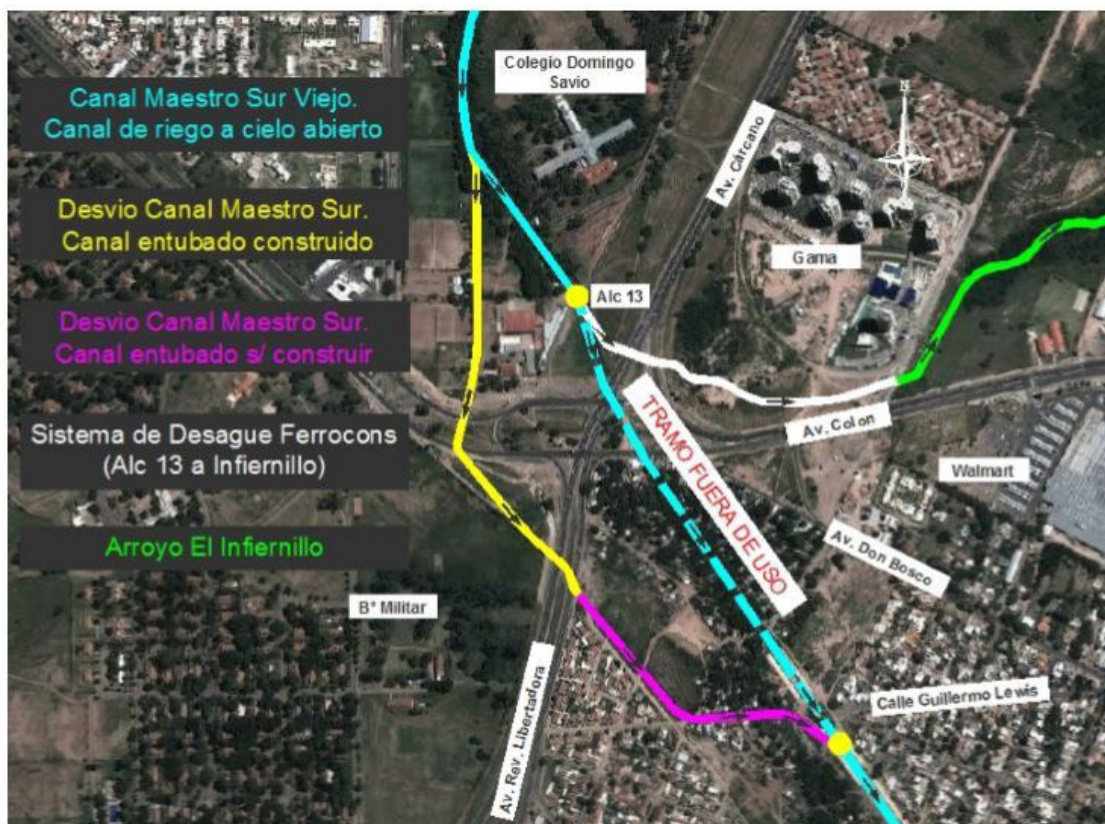 Canal Maestro Sur Viejo.
Canal de riego a cielo abierto
Desvio Canal Maestro Sur.
Canal entubado construido
Desvio Canal Maestro Sur.
Canal entubado s/ construir
Sistema de Desague Ferrocons
(Alc 13 a Infiernillo)
Arroyo El Infiernillo
Colegio Domingo
Savio
Av. Cárcano
N
Gama
Alc 13
TRAMO FUERA DE USO
Av. Colon
Walmart
Av. Don Bosco
B° Militar
Av. Rev. Libertadora
Calle Guillermo Lewis